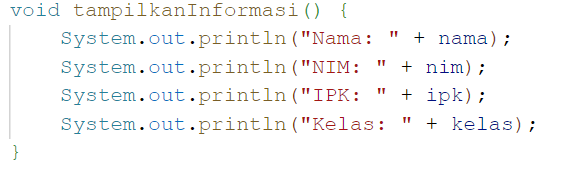 void tampilkanInformasi() {
    System.out.println("Nama: " + nama);
    System.out.println("NIM: " + nim);
    System.out.println("IPK: " + ipk);
    System.out.println("Kelas: " + kelas);
}